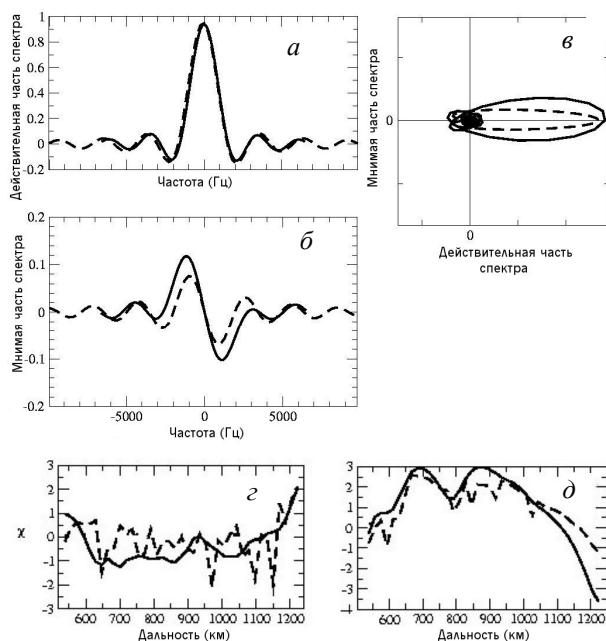 а
Действительная часть спектра
1
0.8
0.6
0.4
0.2
0
-0.2
Частота (Гц)
в
Мнимая часть спектра
0
0
Действительная часть
спектра
б
Мнимая часть спектра
0.2
0.1
0
-0.1
-0.2
-5000 0 5000
Частота (Гц)
г
χ
3
2
1
0
-1
-2
-3
600 700 800 900 1000 1100 1200
Дальность (км)
д
3
2
1
0
-1
-2
-3
-4
600 700 800 900 1000 1100 1200
Дальность (км)